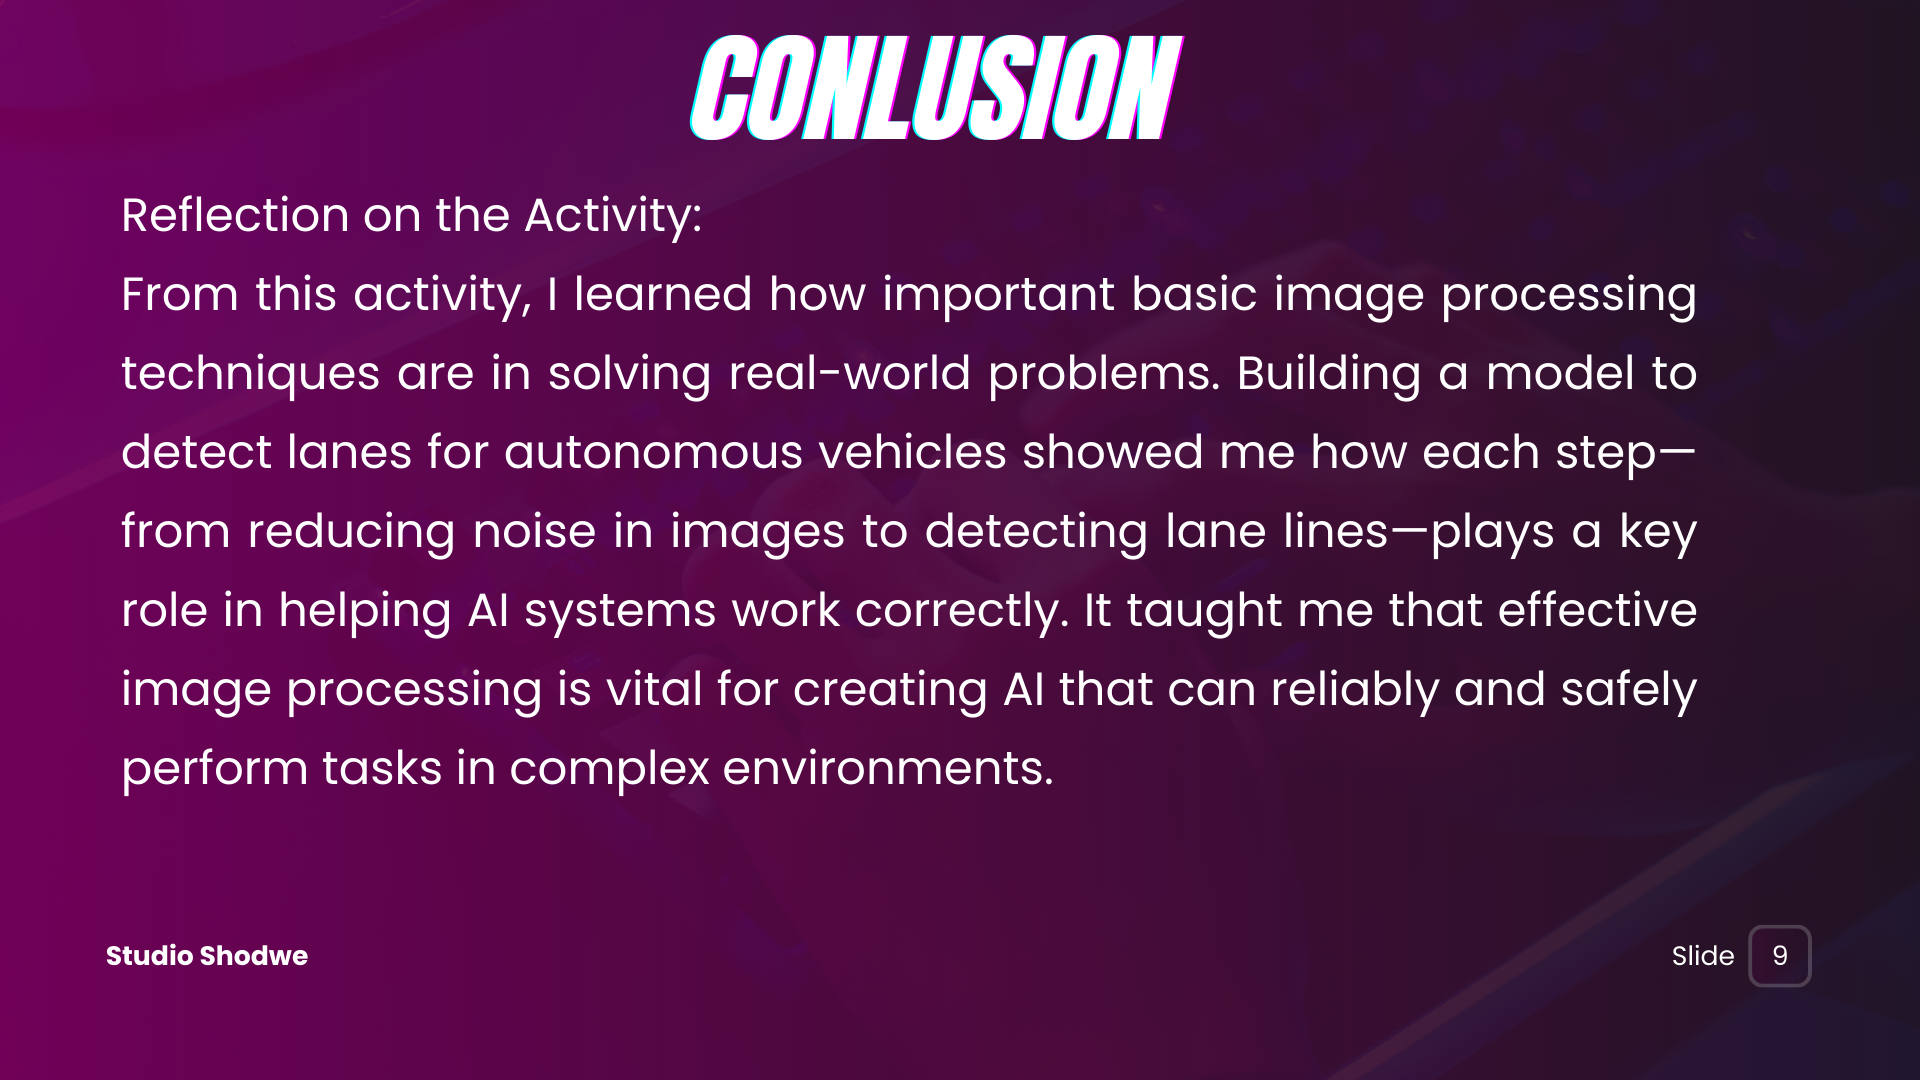 CONLUSION
Reflection on the Activity:
From this activity, I learned how important basic image processing
techniques are in solving real-world problems. Building a model to
detect lanes for autonomous vehicles showed me how each step—
from reducing noise in images to detecting lane lines—plays a key
role in helping AI systems work correctly. It taught me that effective
image processing is vital for creating AI that can reliably and safely
perform tasks in complex environments.
Studio Shodwe
Slide 9